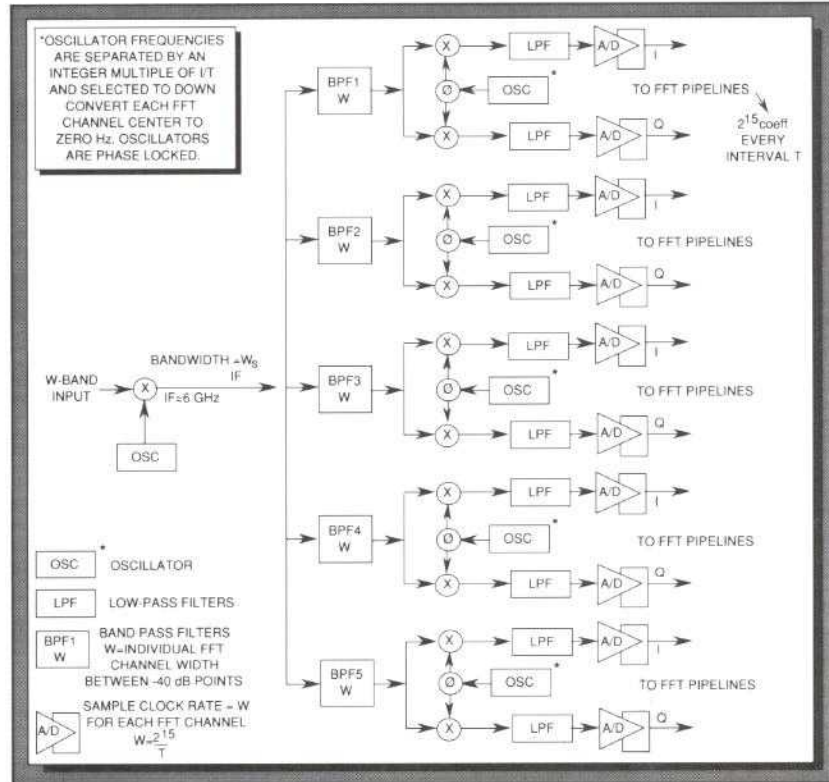 *OSCILLATOR FREQUENCIES
ARE SEPARATED BY AN
INTEGER MULTIPLE OF I/T
AND SELECTED TO DOWN
CONVERT EACH FFT
CHANNEL CENTER TO
ZERO Hz. OSCILLATORS
ARE PHASE LOCKED.
W-BAND
INPUT
X
OSC
BANDWIDTH =WS
IF
IF=6 GHz
BPF1
W
X
LPF
A/D
I
Ø
OSC
*
TO FFT PIPELINES
2^15 coeff
EVERY
INTERVAL T
X
LPF
A/D
Q
BPF2
W
X
LPF
A/D
I
Ø
OSC
*
TO FFT PIPELINES
X
LPF
A/D
Q
BPF3
W
X
LPF
A/D
I
Ø
OSC
*
TO FFT PIPELINES
X
LPF
A/D
Q
BPF4
W
X
LPF
A/D
I
Ø
OSC
*
TO FFT PIPELINES
X
LPF
A/D
Q
BPF5
W
X
LPF
A/D
I
Ø
OSC
*
TO FFT PIPELINES
X
LPF
A/D
Q
OSC * OSCILLATOR
LPF LOW-PASS FILTERS
BPF1
W
BAND PASS FILTERS
W=INDIVIDUAL FFT
CHANNEL WIDTH
BETWEEN -40 dB POINTS
A/D
SAMPLE CLOCK RATE = W
FOR EACH FFT CHANNEL
W=2^15/T